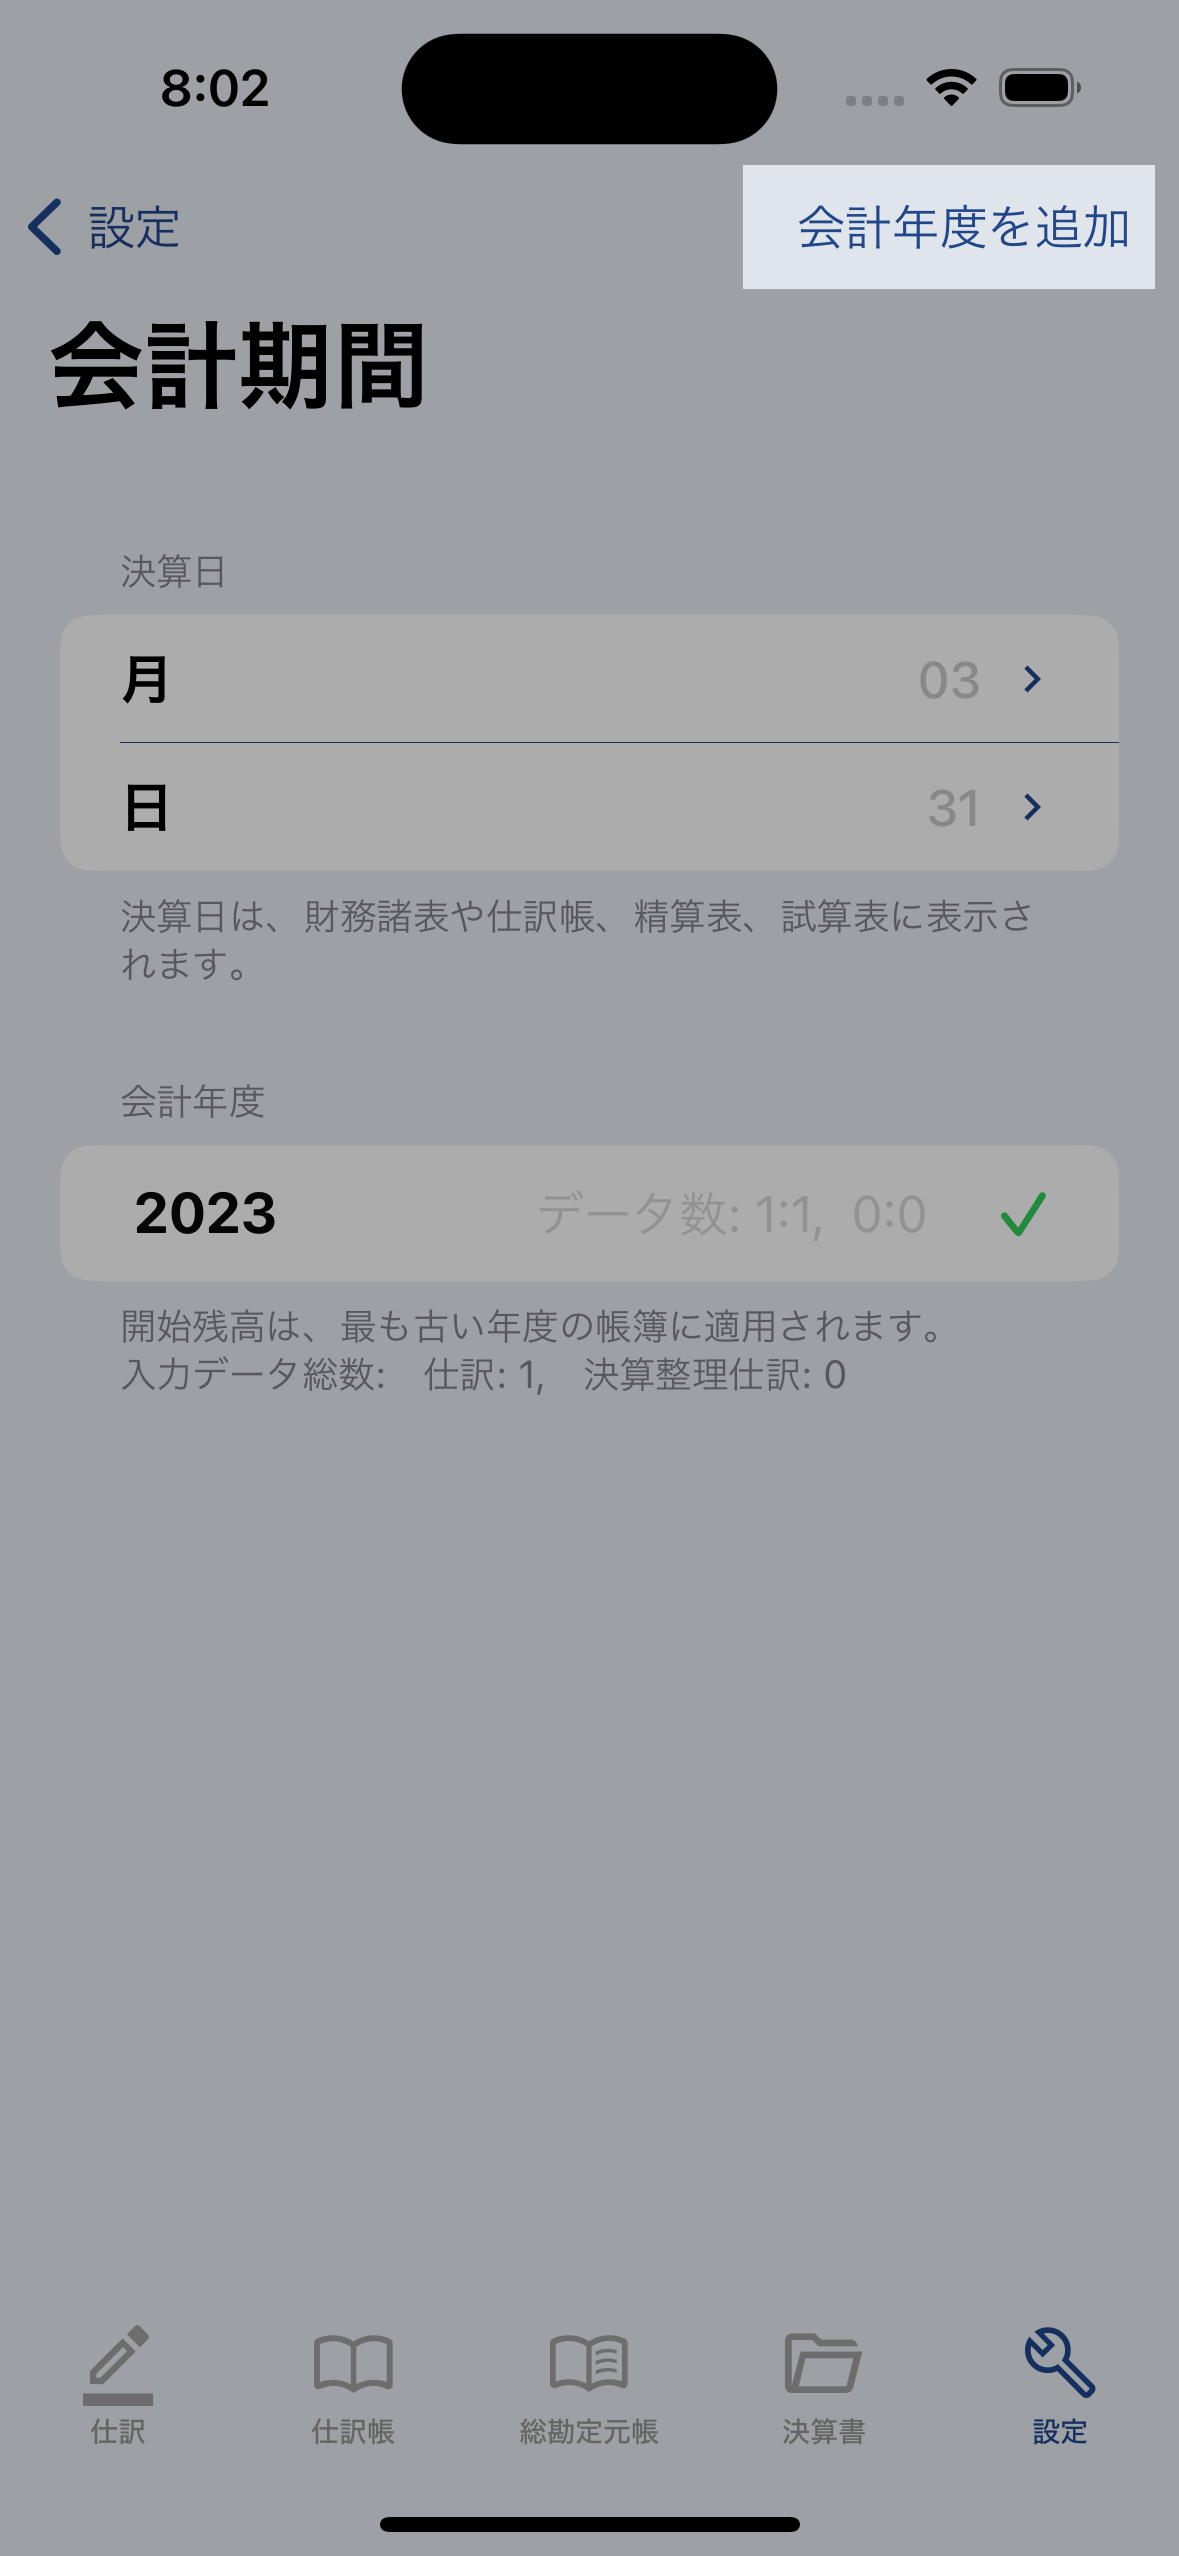 8:02
設定
会計年度を追加
会計期間
決算日
月 03
日 31
決算日は、財務諸表や仕訳帳、精算表、試算表に表示さ
れます。
会計年度
2023 データ数: 1:1, 0:0
開始残高は、最も古い年度の帳簿に適用されます。
入力データ総数: 仕訳: 1, 決算整理仕訳: 0
仕訳 仕訳帳 総勘定元帳 決算書 設定